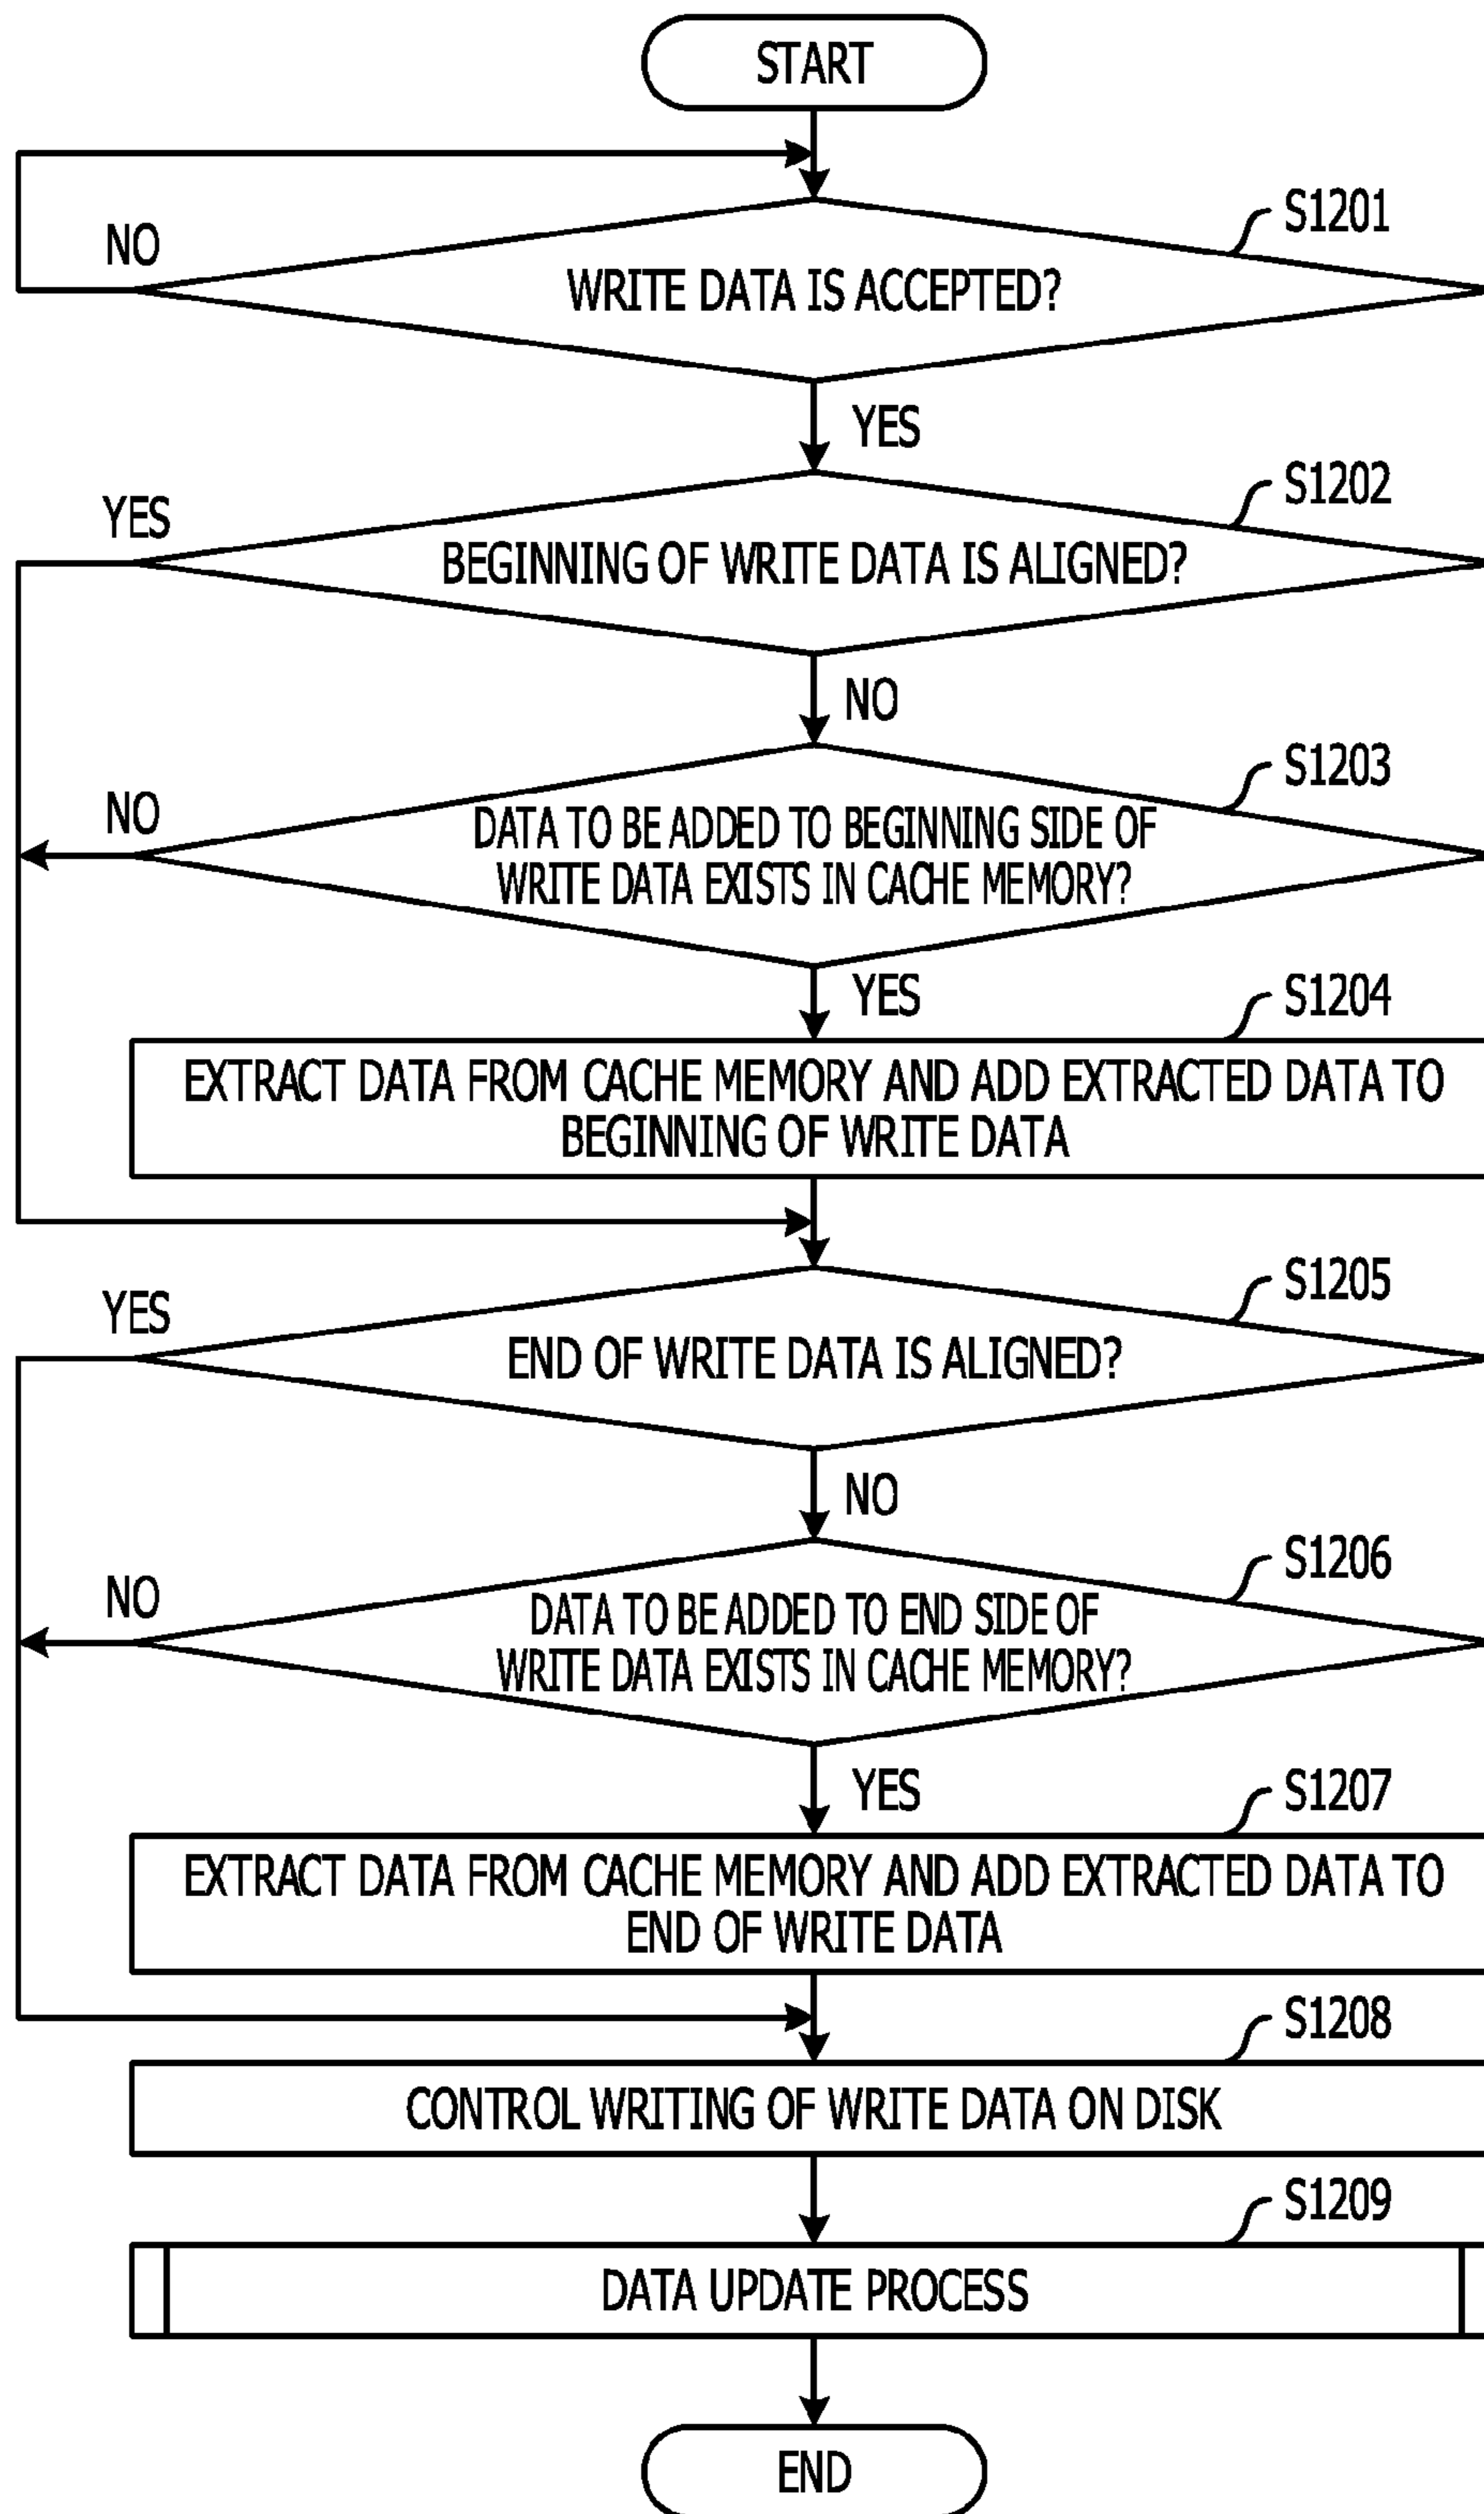 START
S1201
NO
WRITE DATA IS ACCEPTED?
YES
S1202
YES
BEGINNING OF WRITE DATA IS ALIGNED?
NO
S1203
NO
DATA TO BE ADDED TO BEGINNING SIDE OF
WRITE DATA EXISTS IN CACHE MEMORY?
YES
S1204
EXTRACT DATA FROM CACHE MEMORY AND ADD EXTRACTED DATA TO
BEGINNING OF WRITE DATA
S1205
YES
END OF WRITE DATA IS ALIGNED?
NO
S1206
NO
DATA TO BE ADDED TO END SIDE OF
WRITE DATA EXISTS IN CACHE MEMORY?
YES
S1207
EXTRACT DATA FROM CACHE MEMORY AND ADD EXTRACTED DATA TO
END OF WRITE DATA
S1208
CONTROL WRITING OF WRITE DATA ON DISK
S1209
DATA UPDATE PROCESS
END